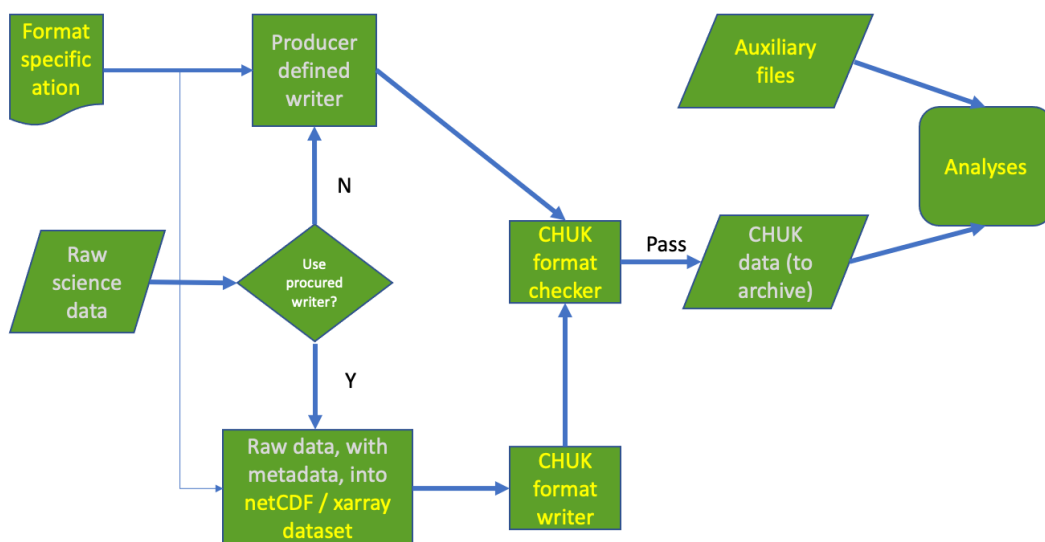 Format
specific
ation
Producer
defined
writer
Auxiliary
files
Analyses
N
Raw
science
data
Use
procured
writer?
CHUK
format
checker
Pass
CHUK
data (to
archive)
Y
Raw data, with
metadata, into
netCDF / xarray
dataset
CHUK
format
writer